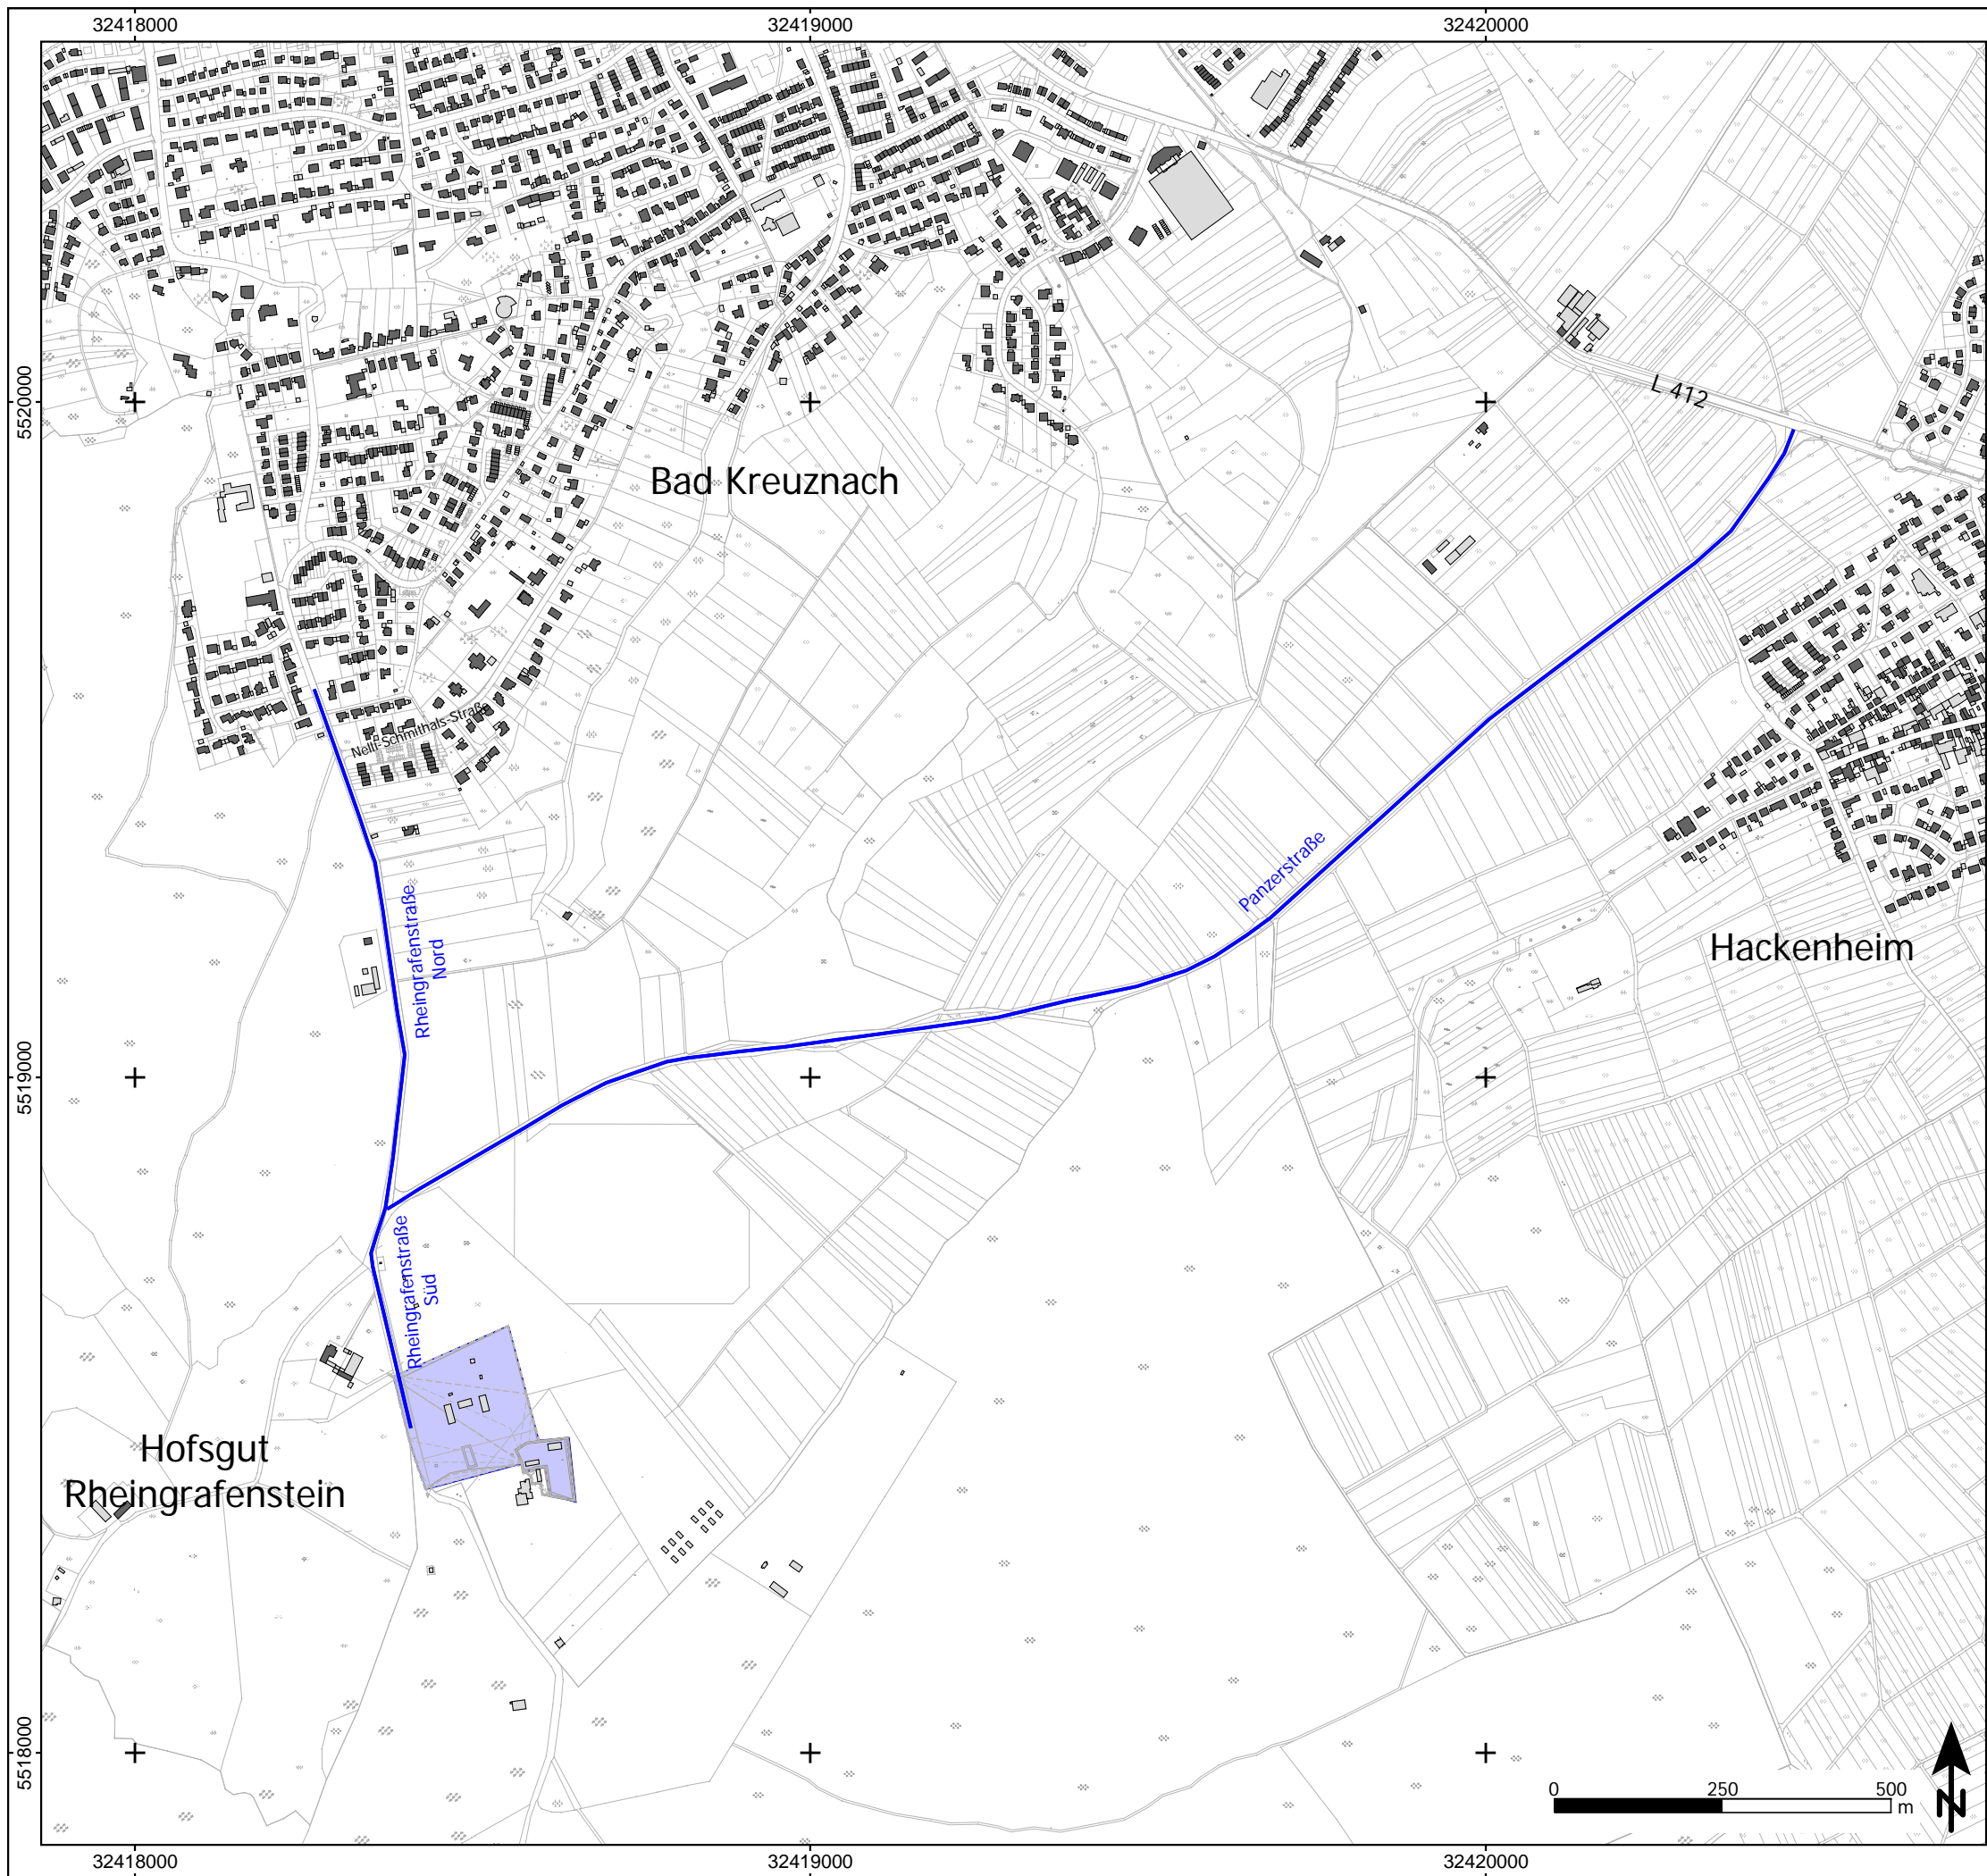 32418000
32419000
32420000
5520000
L 412
Bad Kreuznach
Nelli-Schmithals-Straße
Panzerstraße
Rheingrafenstraße
Nord
Hackenheim
5519000
Rheingrafenstraße
Süd
Hofsgut
Rheingrafenstein
5518000
0
250
500
m
N
32418000
32419000
32420000